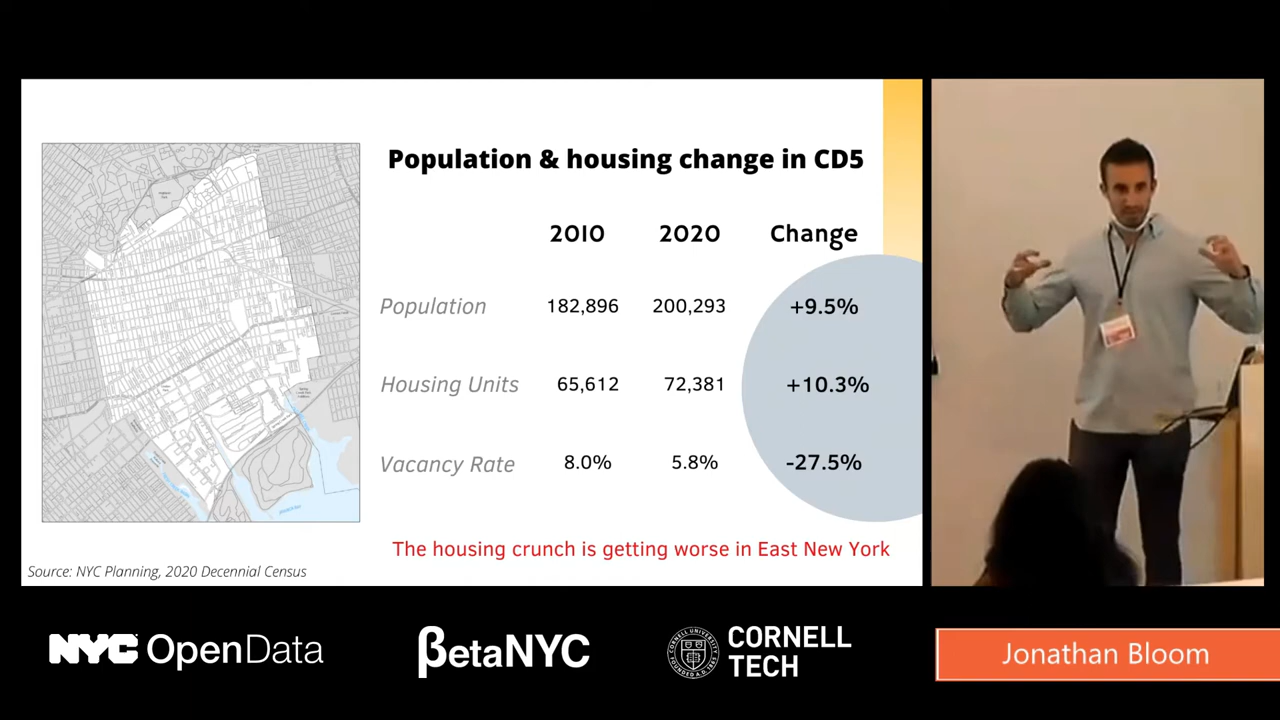 Population & housing change in CD5
2010 2020 Change
Population 182,896 200,293 +9.5%
Housing Units 65,612 72,381 +10.3%
Vacancy Rate 8.0% 5.8% -27.5%
The housing crunch is getting worse in East New York
Source: NYC Planning, 2020 Decennial Census
NYC OpenData
βetaNYC
CORNELL
TECH
Jonathan Bloom